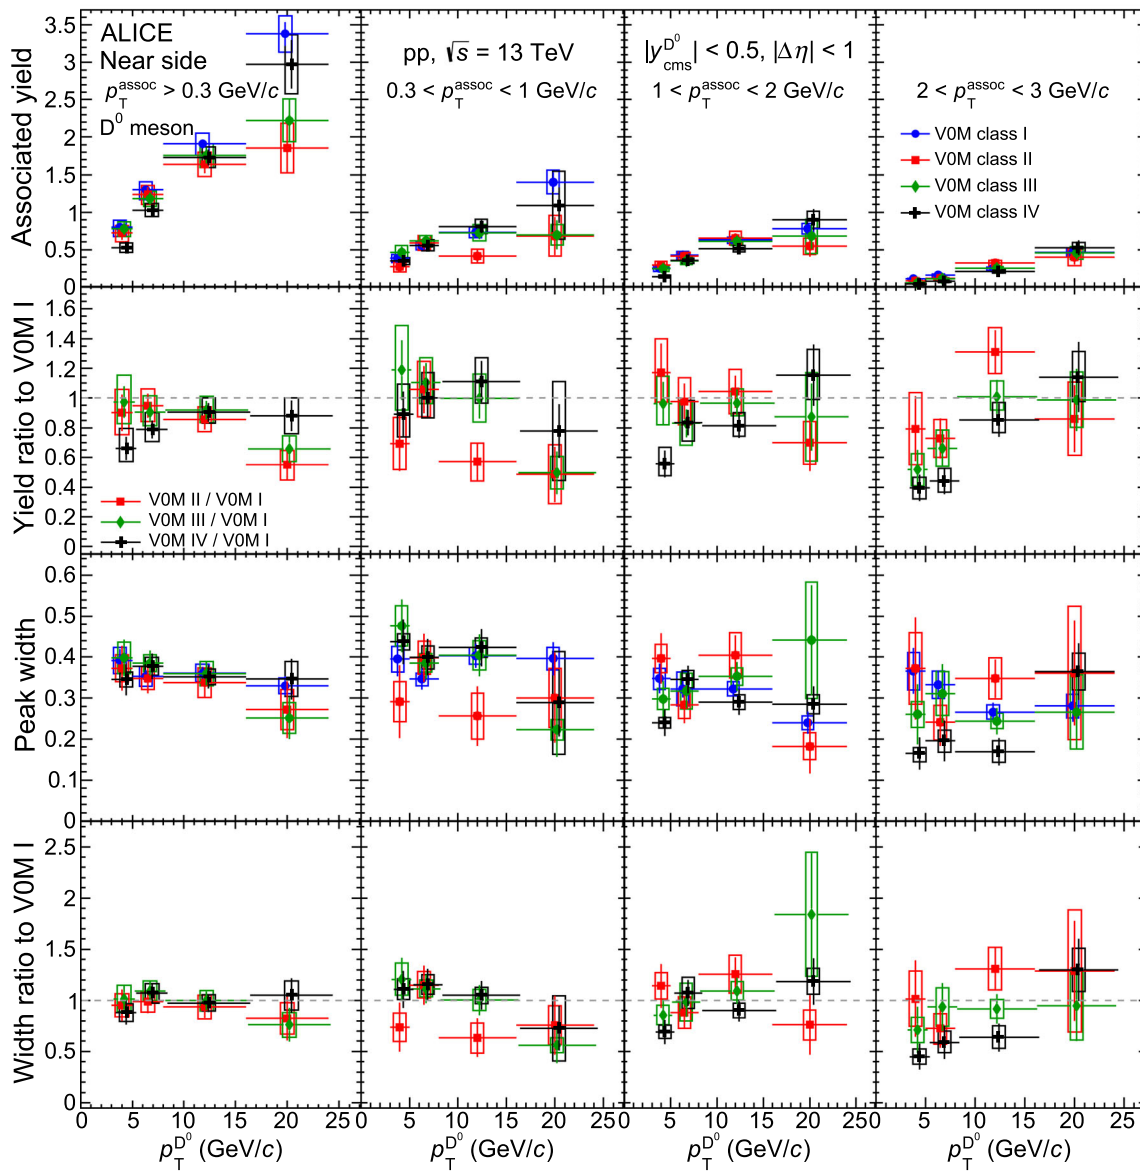 ALICE
Near side
p_T^assoc > 0.3 GeV/c
D⁰ meson
pp, √s = 13 TeV
0.3 < p_T^assoc < 1 GeV/c
|y_cms^D⁰| < 0.5, |Δη| < 1
1 < p_T^assoc < 2 GeV/c
2 < p_T^assoc < 3 GeV/c
V0M class I
V0M class II
V0M class III
V0M class IV
Associated yield
3.5
3
2.5
2
1.5
1
0.5
0
Yield ratio to V0M I
1.6
1.4
1.2
1
0.8
0.6
0.4
0.2
0
V0M II / V0M I
V0M III / V0M I
V0M IV / V0M I
Peak width
0.6
0.5
0.4
0.3
0.2
0.1
0
Width ratio to V0M I
2.5
2
1.5
1
0.5
0
0 5 10 15 20 25
5 10 15 20 25
5 10 15 20 25
5 10 15 20 25
p_T^D⁰ (GeV/c)
p_T^D⁰ (GeV/c)
p_T^D⁰ (GeV/c)
p_T^D⁰ (GeV/c)